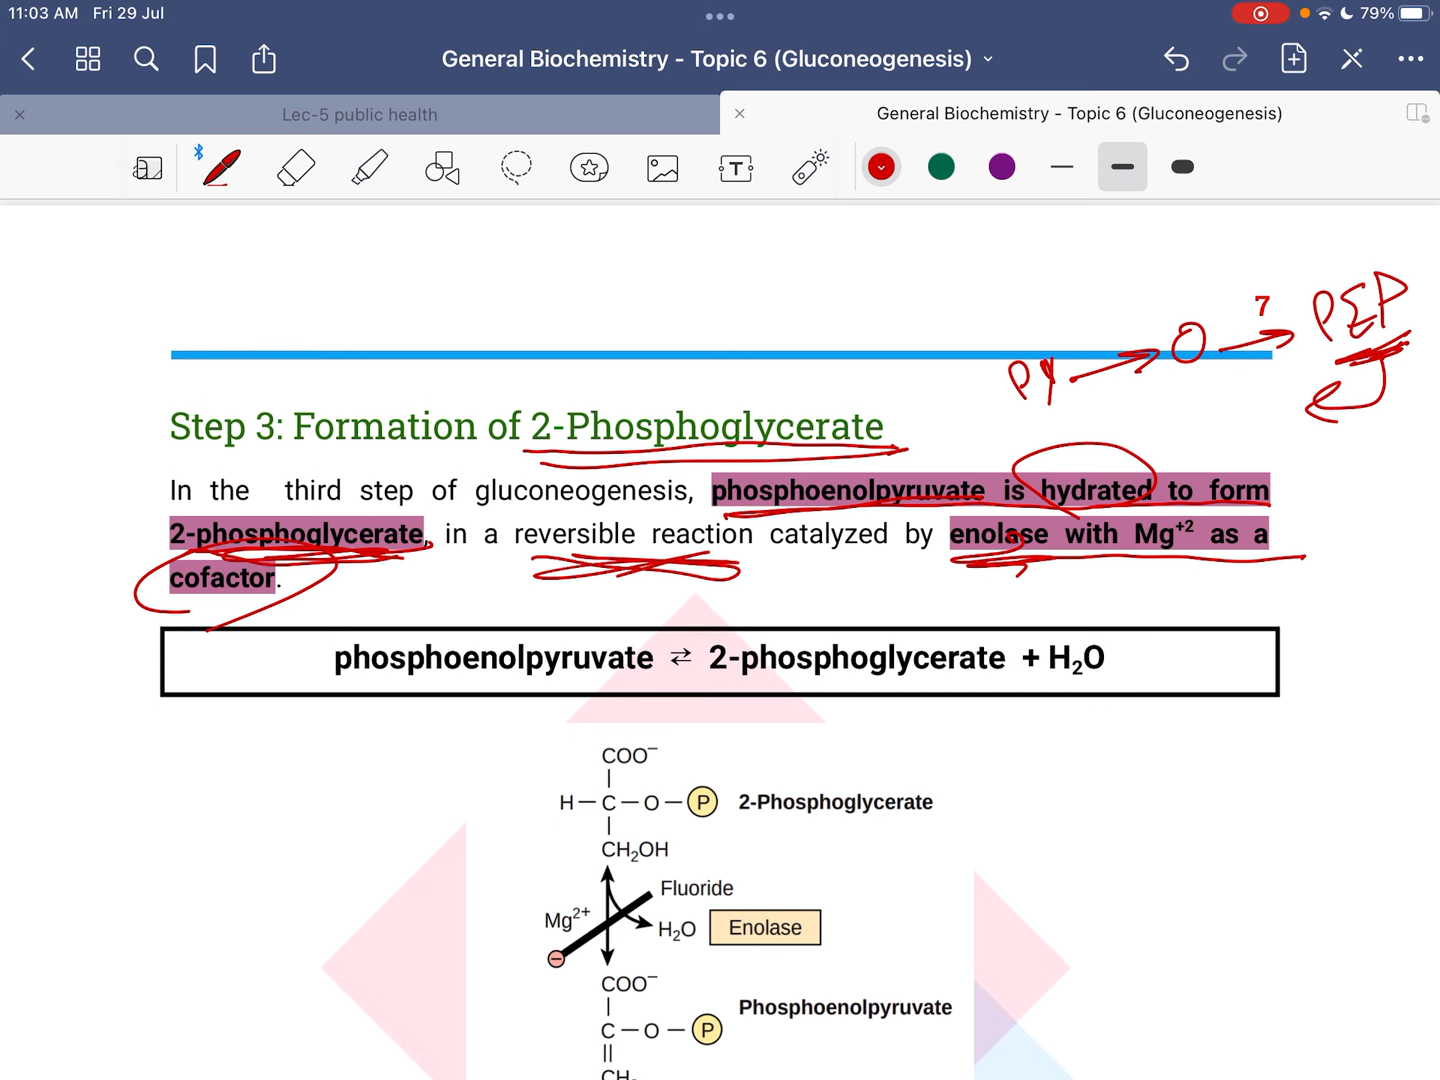 11:03 AM Fri 29 Jul
79%
General Biochemistry - Topic 6 (Gluconeogenesis)
Lec-5 public health
General Biochemistry - Topic 6 (Gluconeogenesis)
T
7
PEP
O
PY
Step 3: Formation of 2-Phosphoglycerate
In the third step of gluconeogenesis, phosphoenolpyruvate is hydrated to form
2-phosphoglycerate, in a reversible reaction catalyzed by enolase with Mg⁺² as a
cofactor.
phosphoenolpyruvate ⇄ 2-phosphoglycerate + H₂O
COO⁻
H – C – O – P 2-Phosphoglycerate
CH₂OH
Fluoride
Mg²⁺
H₂O Enolase
COO⁻
Phosphoenolpyruvate
C – O – P